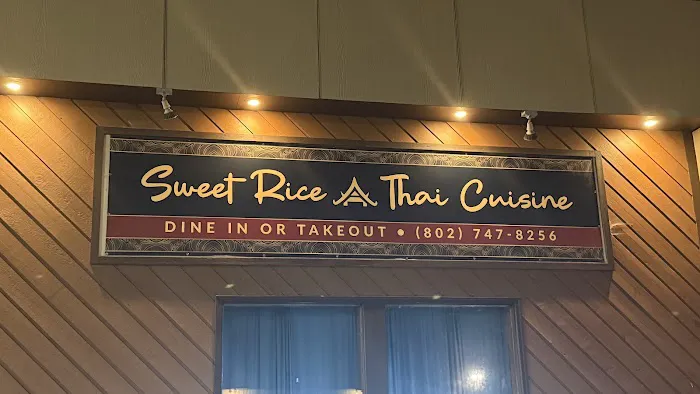 Sweet Rice Thai Cuisine
DINE IN OR TAKEOUT • (802) 747-8256